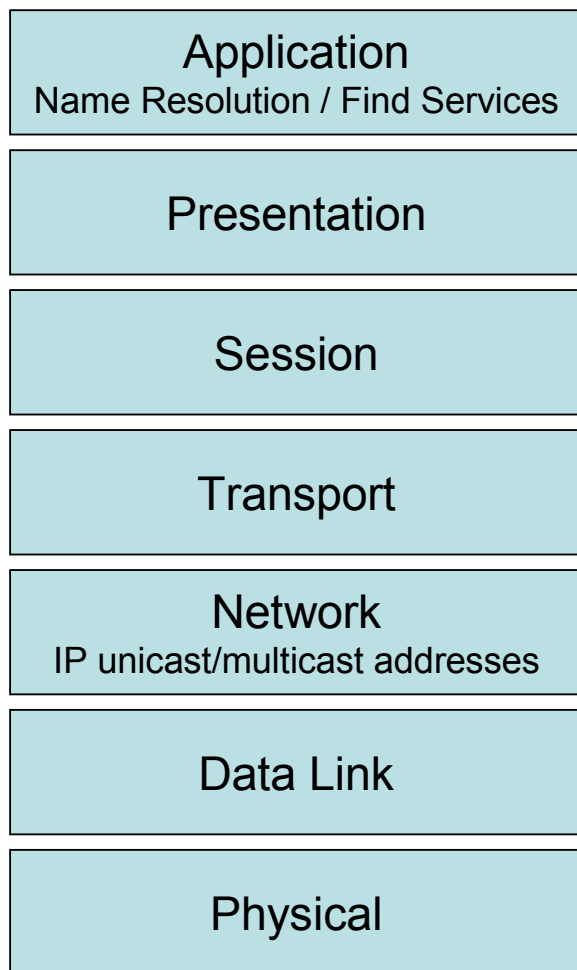 Application
Name Resolution / Find Services
Presentation
Session
Transport
Network
IP unicast/multicast addresses
Data Link
Physical